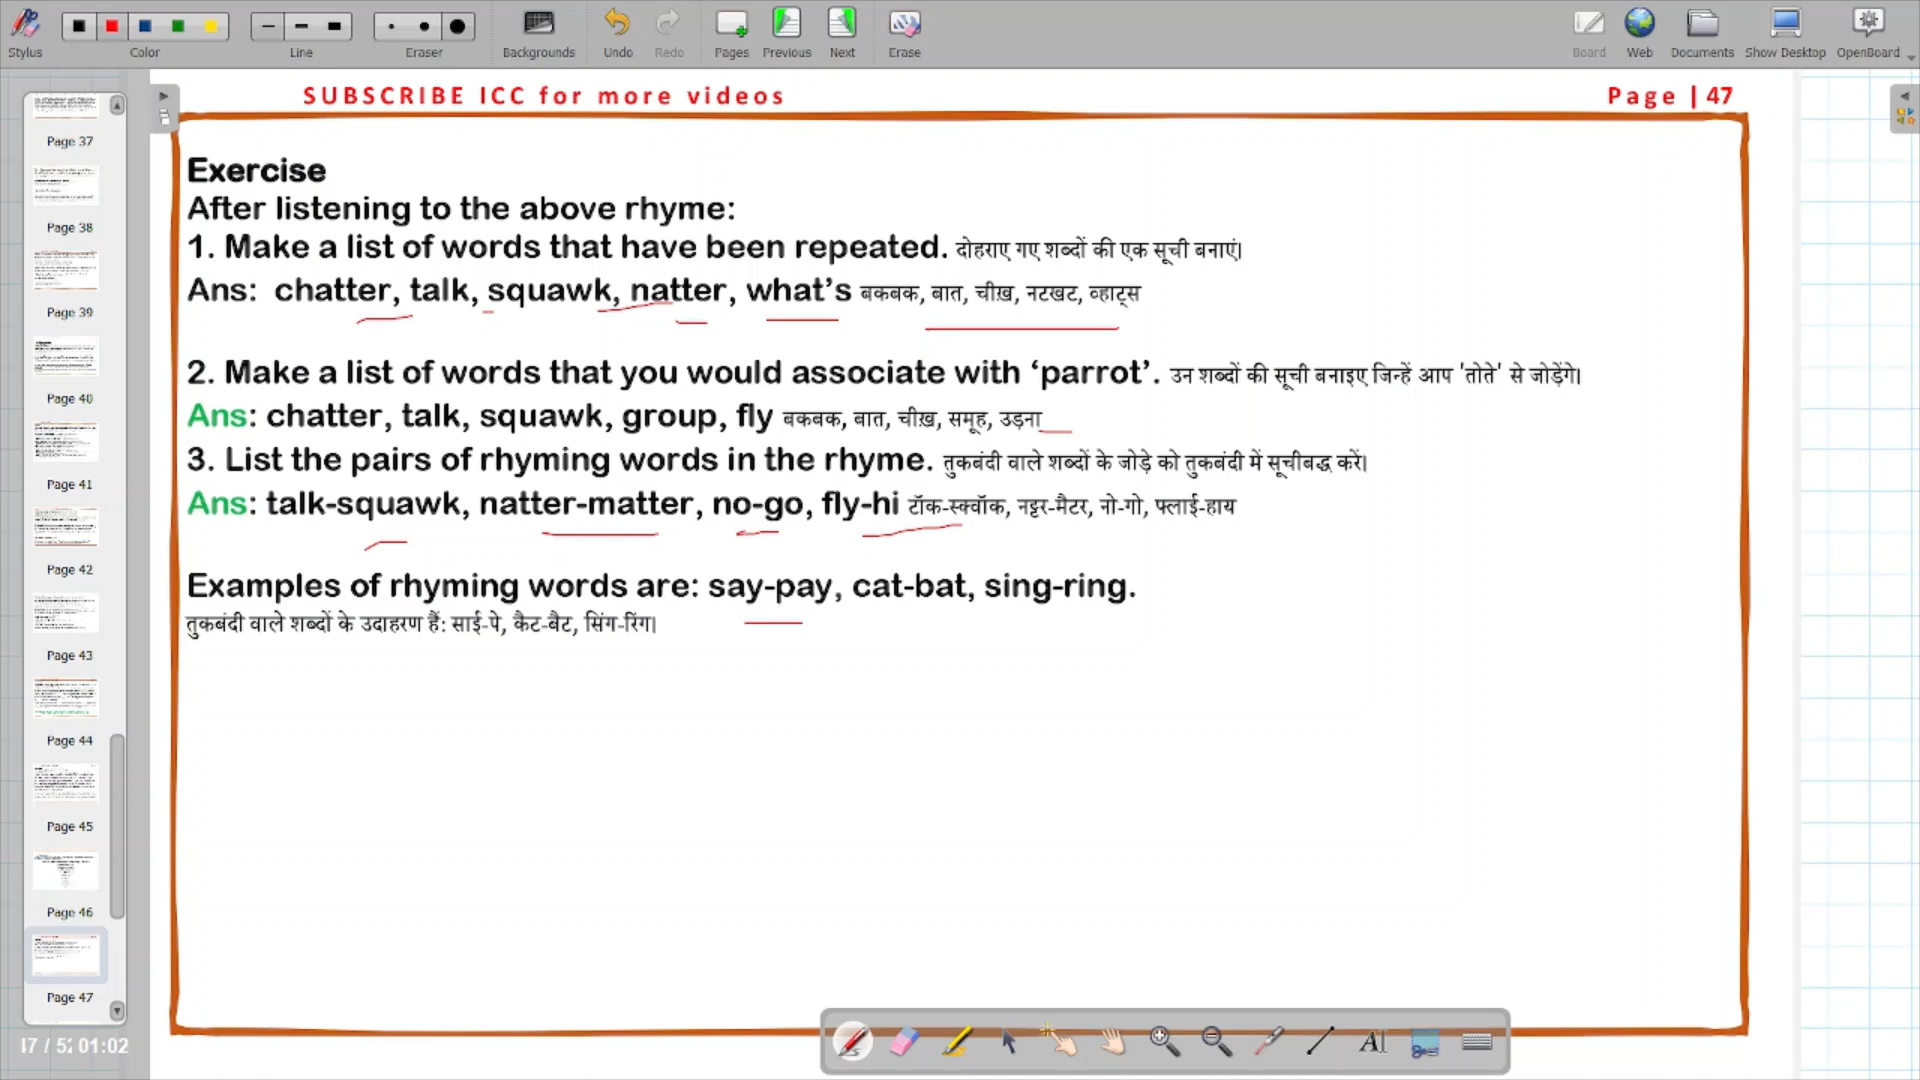 Stylus
Color
Line
Eraser
Backgrounds
Undo
Redo
Pages
Previous
Next
Erase
Board
Web
Documents
Show Desktop
OpenBoard
SUBSCRIBE ICC for more videos
Page | 47
Exercise
After listening to the above rhyme:
1. Make a list of words that have been repeated. दोहराए गए शब्दों की एक सूची बनाएं।
Ans: chatter, talk, squawk, natter, what’s बकबक, बात, चीख़, नटखट, व्हाट्स
2. Make a list of words that you would associate with ‘parrot’. उन शब्दों की सूची बनाइए जिन्हें आप 'तोते' से जोड़ेंगे।
Ans: chatter, talk, squawk, group, fly बकबक, बात, चीख़, समूह, उड़ना
3. List the pairs of rhyming words in the rhyme. तुकबंदी वाले शब्दों के जोड़े को तुकबंदी में सूचीबद्ध करें।
Ans: talk-squawk, natter-matter, no-go, fly-hi टॉक-स्क्वॉक, नट्टर-मैटर, नो-गो, फ्लाई-हाय
Examples of rhyming words are: say-pay, cat-bat, sing-ring.
तुकबंदी वाले शब्दों के उदाहरण हैं: साई-पे, कैट-बैट, सिंग-रिंग।
Page 37
Page 38
Page 39
Page 40
Page 41
Page 42
Page 43
Page 44
Page 45
Page 46
Page 47
01:02